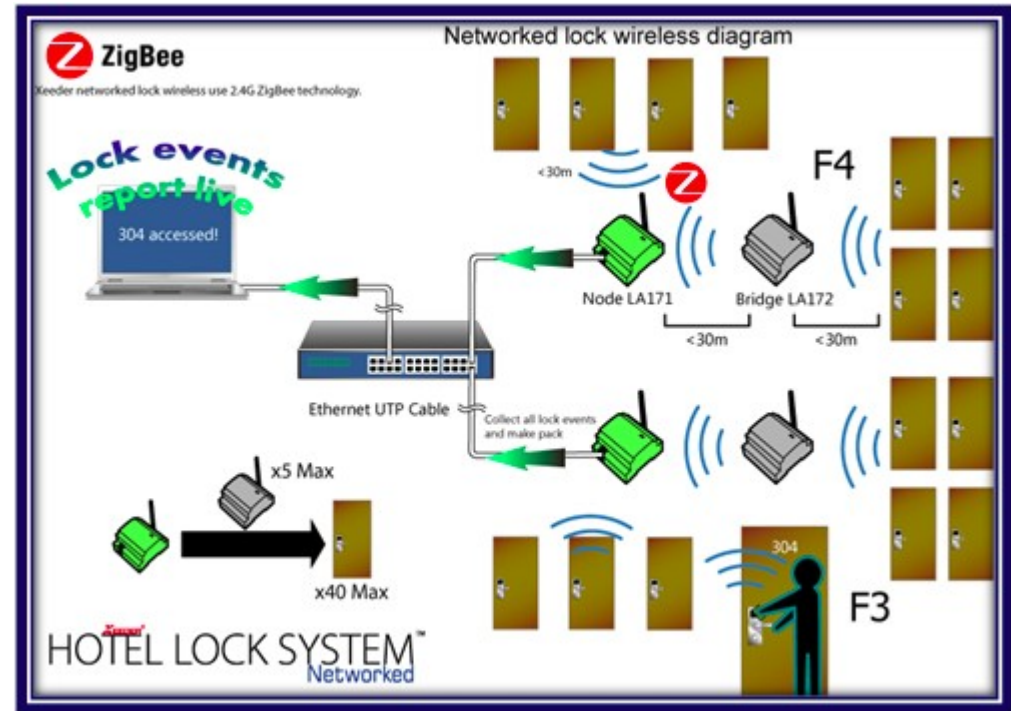 Networked lock wireless diagram
ZigBee
Xeeder networked lock wireless use 2.4G ZigBee technology.
Lock events
report live
304 accessed!
<30m
F4
Node LA171
Bridge LA172
<30m
<30m
Ethernet UTP Cable
Collect all lock events
and make pack
x5 Max
x40 Max
304
F3
Xeeder
HOTEL LOCK SYSTEM™
Networked